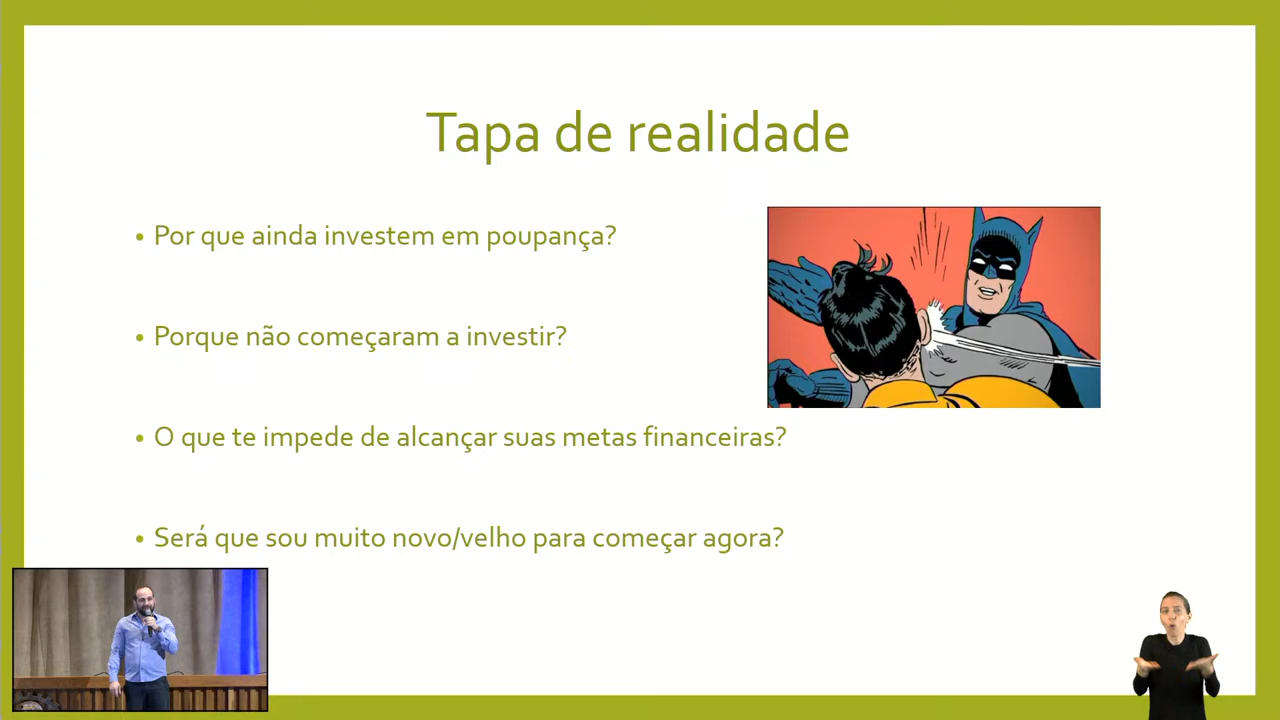 Tapa de realidade
• Por que ainda investem em poupança?
• Porque não começaram a investir?
• O que te impede de alcançar suas metas financeiras?
• Será que sou muito novo/velho para começar agora?